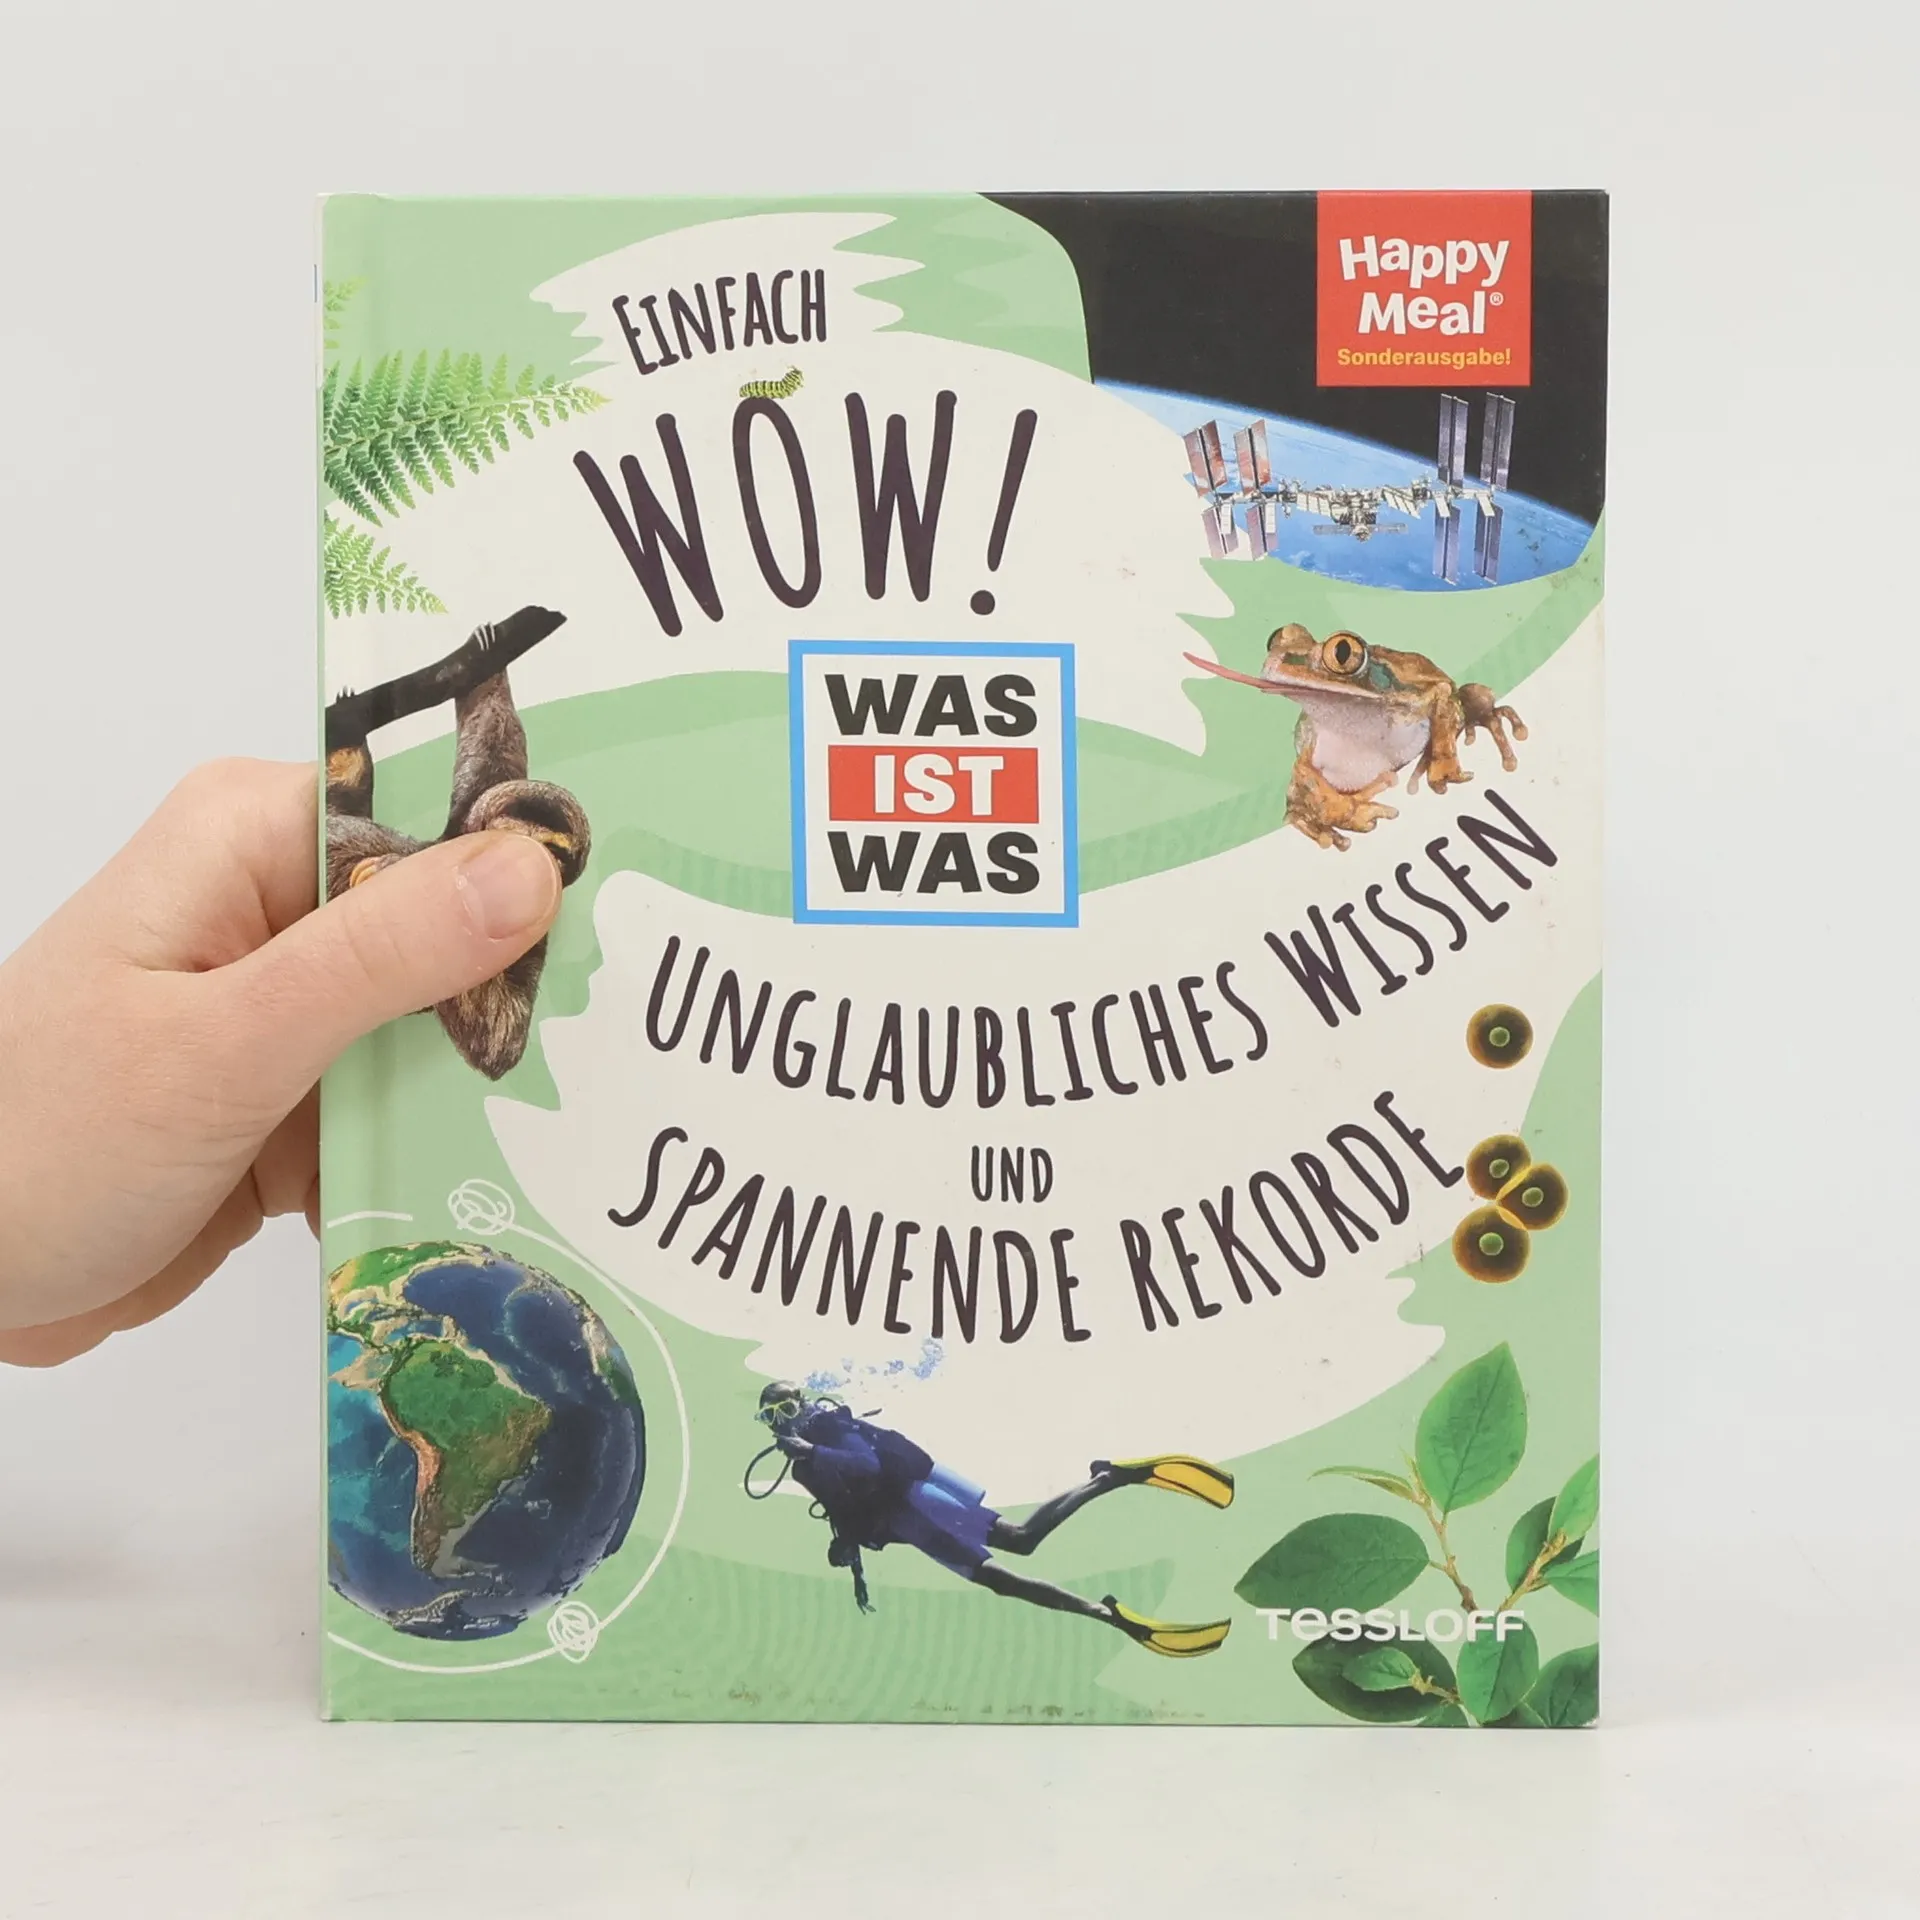 Happy
Meal®
Sonderausgabe!
EINFACH
WOW!
WAS
IST
WAS
UNGLAUBLICHES WISSEN
UND
SPANNENDE REKORDE
TESSLOFF